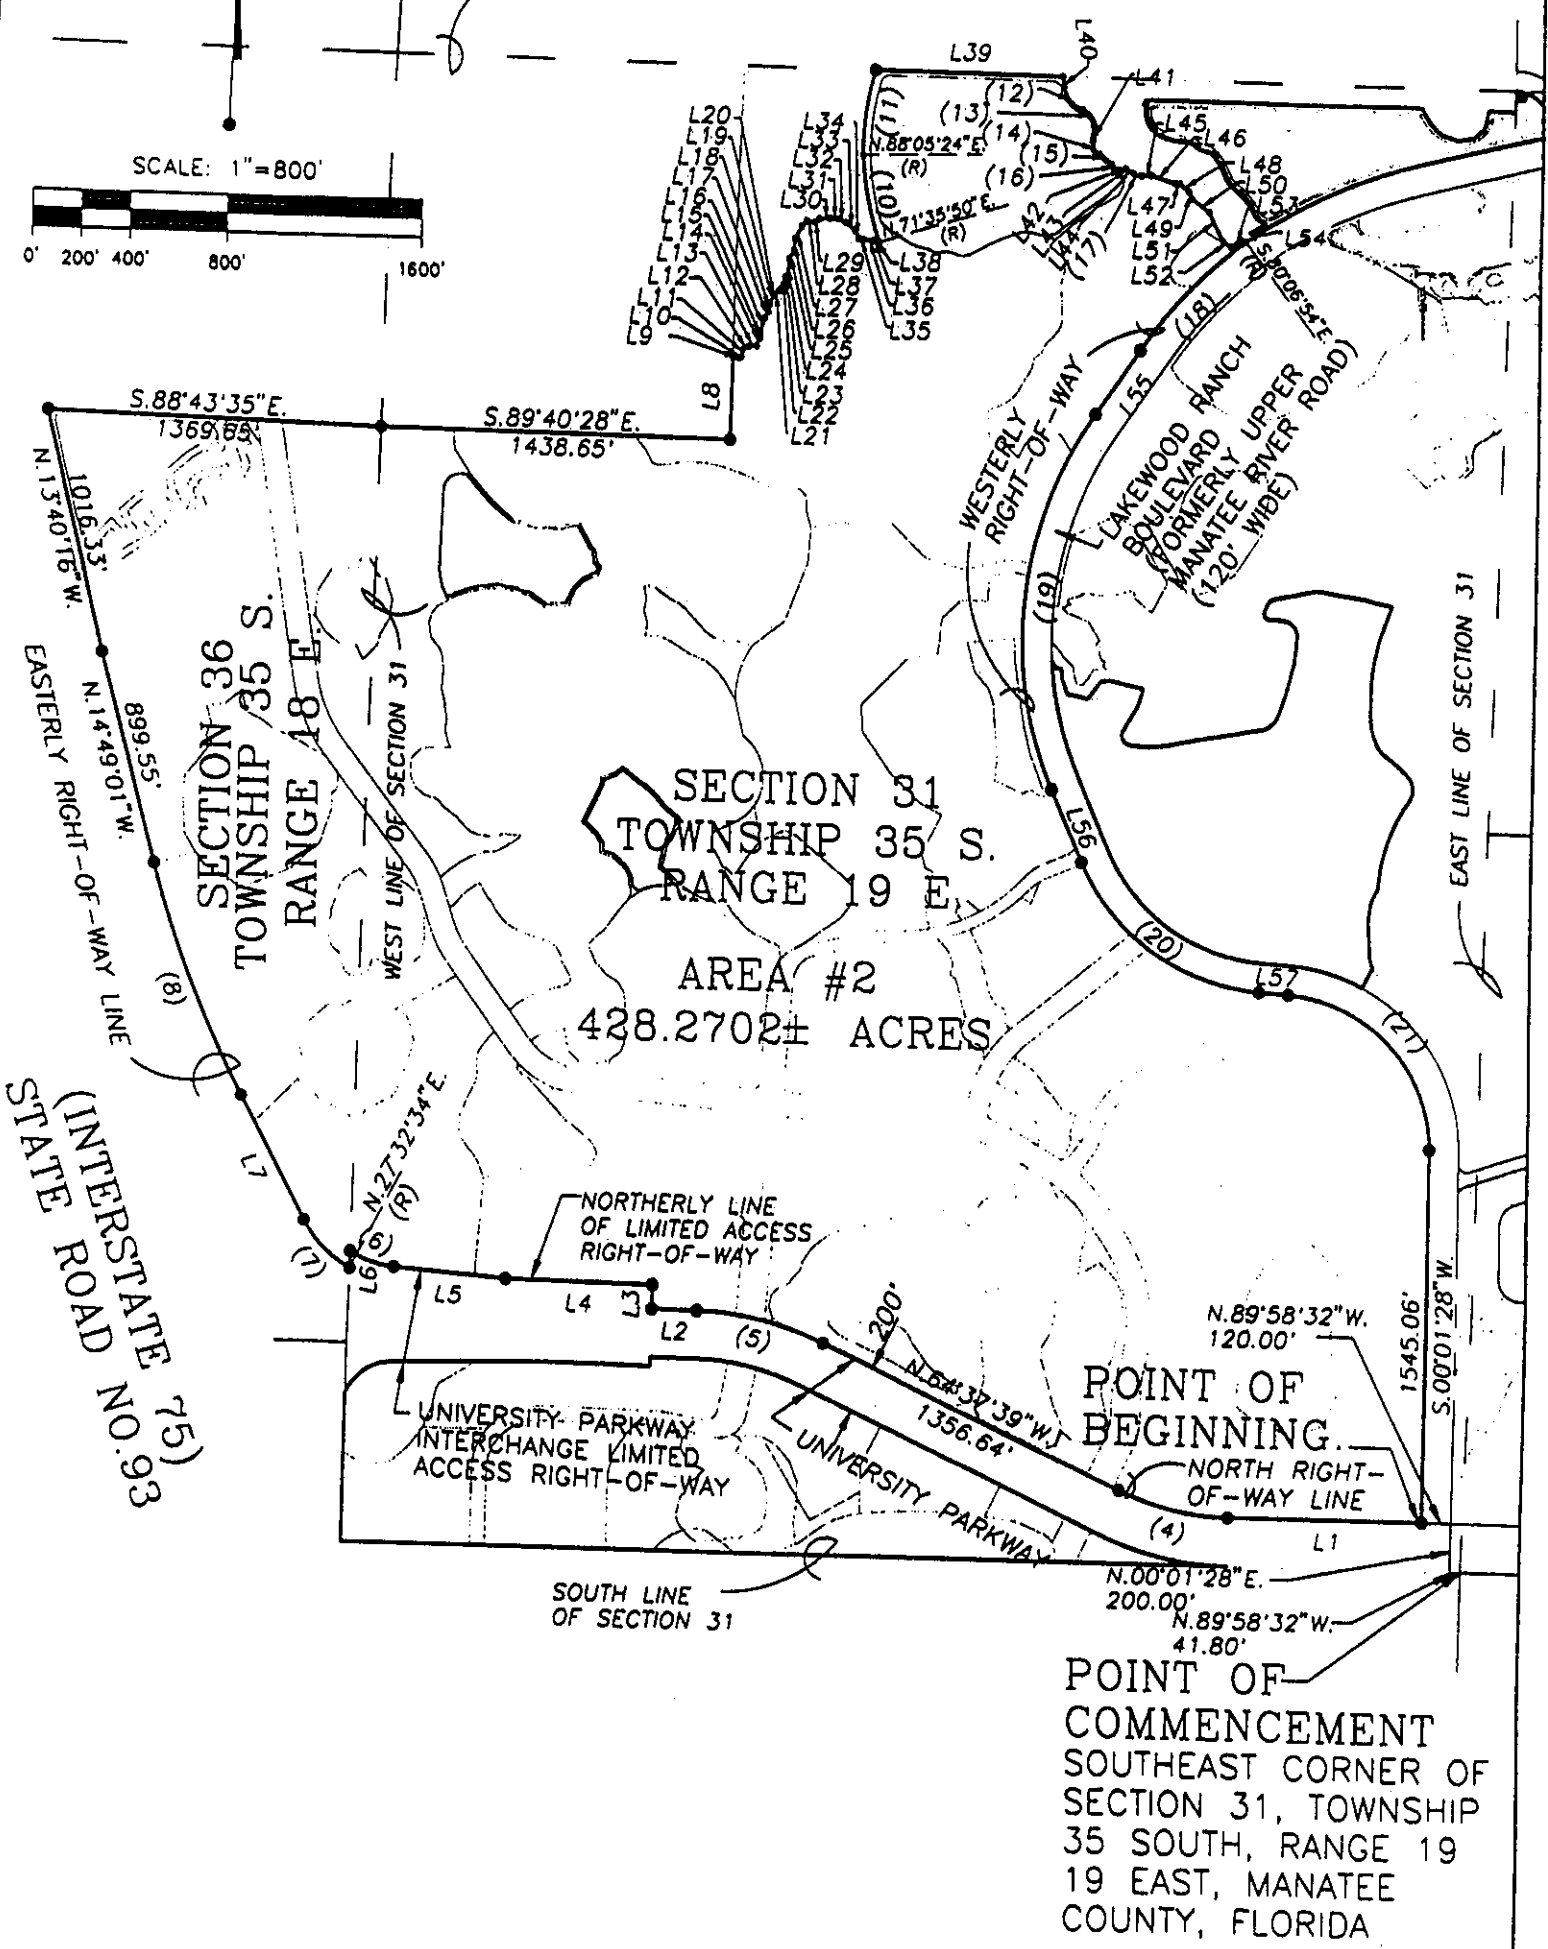 SCALE: 1"=800'
0' 200' 400' 800' 1600'
L39
L40
L41
(11)
(12)
(13)
(14)
(15)
(16)
N.88°05'24"E.
(R)
(10)
71°35'50"E.
(R)
L20
L19
L18
L17
L16
L15
L14
L13
L12
L11
L10
L9
L34
L33
L32
L31
L30
L29
L28
L27
L26
L25
L24
L23
L22
L21
L38
L37
L36
L35
L42
L43
L44
(17)
L45
L46
L47
L48
L49
L50
L51
L52
L53
L54
S.80°06'54"E.
(R)
(18)
L55
L8
S.88°43'35"E.
1369.65'
S.89°40'28"E.
1438.65'
1016.33'
N.13°40'16"W.
899.55'
N.14°49'01"W.
EASTERLY RIGHT-OF-WAY LINE
SECTION 36
TOWNSHIP 35 S.
RANGE 18 E.
WEST LINE OF SECTION 31
WESTERLY
RIGHT-OF-WAY
LAKEWOOD RANCH
BOULEVARD
(FORMERLY UPPER
MANATEE RIVER ROAD)
(120' WIDE)
EAST LINE OF SECTION 31
(19)
L56
(20)
L57
(21)
SECTION 31
TOWNSHIP 35 S.
RANGE 19 E.
AREA #2
428.2702± ACRES
(8)
L7
(7)
(INTERSTATE 75)
STATE ROAD NO.93
N.27°32'34"E.
(R)
(6)
L6
L5
L4
L3
L2
(5)
NORTHERLY LINE
OF LIMITED ACCESS
RIGHT-OF-WAY
200'
N.64°37'39"W.
1356.64'
UNIVERSITY PARKWAY
INTERCHANGE LIMITED
ACCESS RIGHT-OF-WAY
UNIVERSITY PARKWAY
N.89°58'32"W.
120.00'
1545.06'
S.00°01'28"W.
POINT OF
BEGINNING
NORTH RIGHT-
OF-WAY LINE
(4)
L1
SOUTH LINE
OF SECTION 31
N.00°01'28"E.
200.00'
N.89°58'32"W.
41.80'
POINT OF
COMMENCEMENT
SOUTHEAST CORNER OF
SECTION 31, TOWNSHIP
35 SOUTH, RANGE 19
19 EAST, MANATEE
COUNTY, FLORIDA